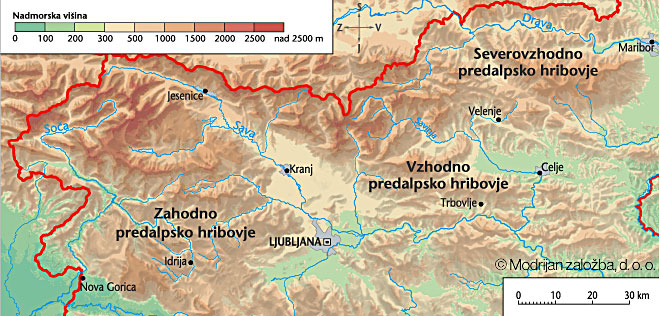 Nadmorska višina
0 100 200 400 1000 1500 2000 2500 nad 2500 m
S
Z V
J
Drava
Maribor
Severovzhodno
predalpsko hribovje
Jesenice
Velenje
Soča
Sava
Savinja
Kranj
Vzhodno
predalpsko hribovje
Celje
Trbovlje
Zahodno
predalpsko hribovje
LJUBLJANA
Idrija
© Modrijan založba, d. o. o.
Nova Gorica
0 10 20 30 km